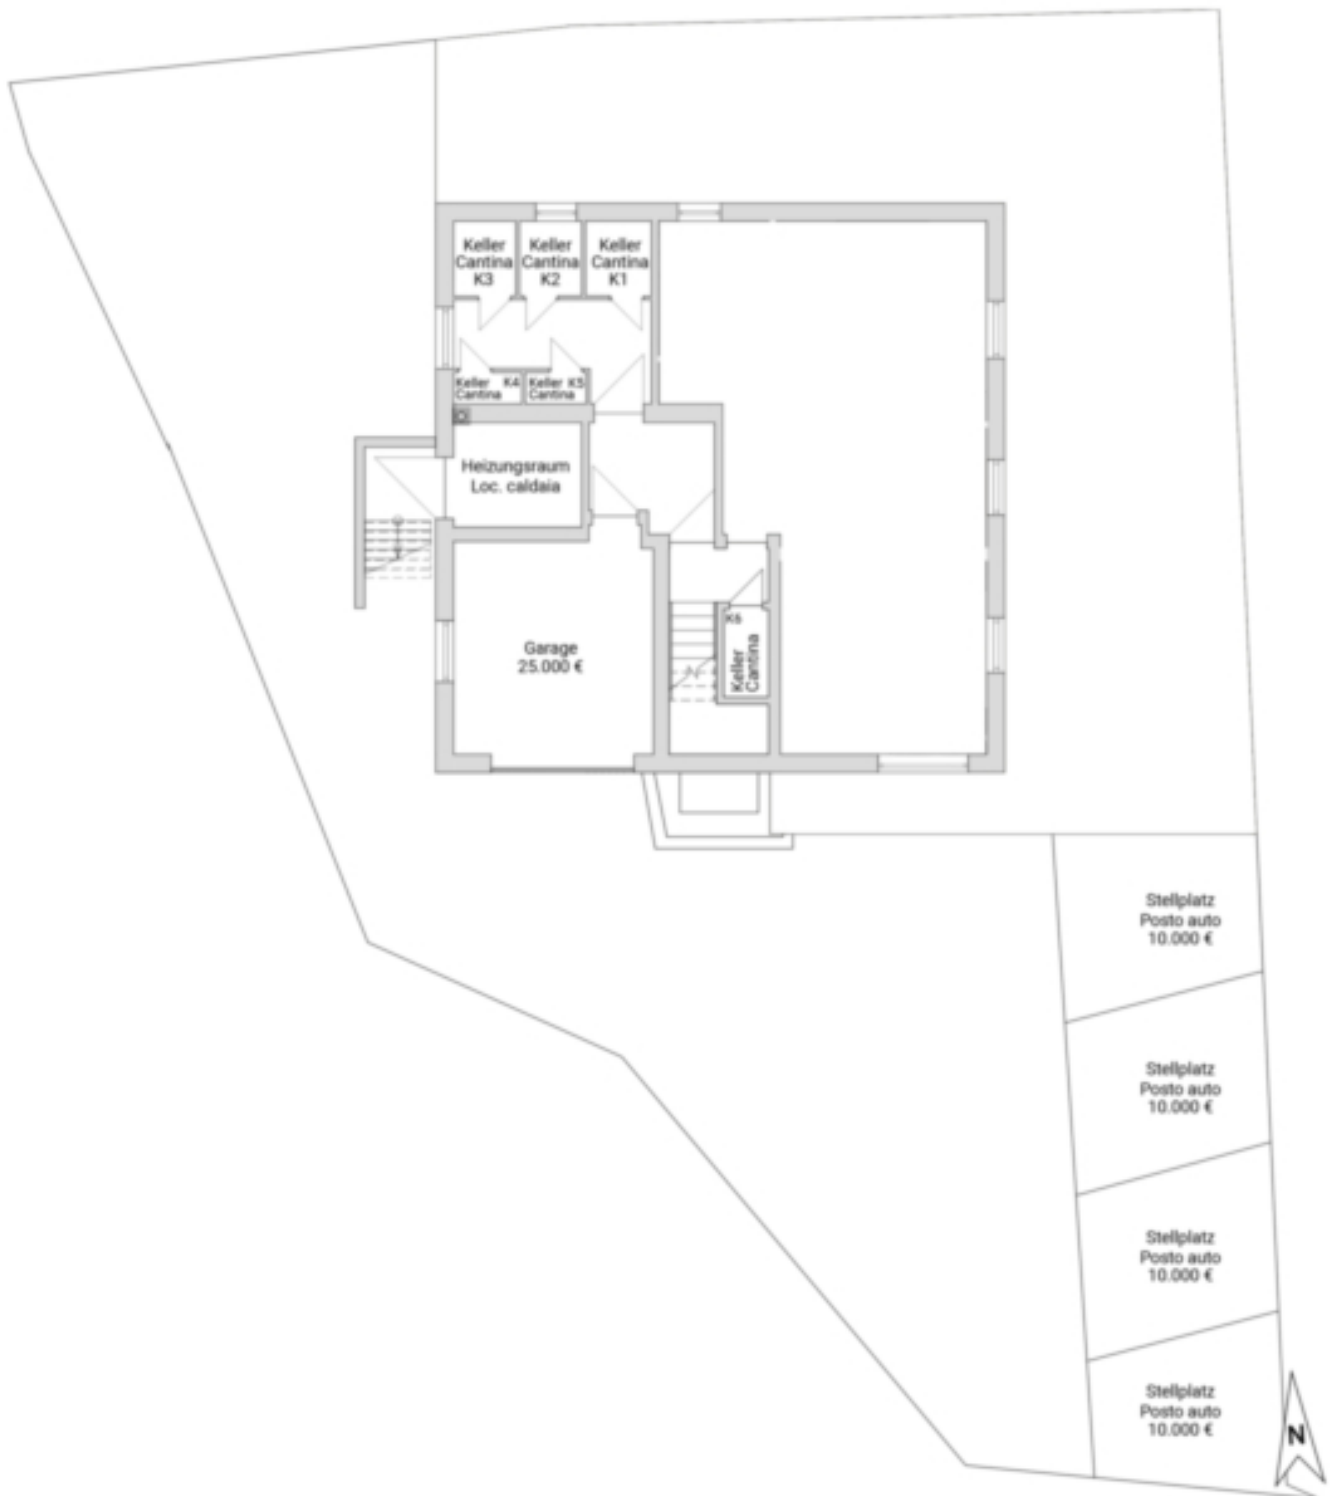 Keller
Cantina
K3
Keller
Cantina
K2
Keller
Cantina
K1
Keller K4
Cantina
Keller K5
Cantina
Heizungsraum
Loc. caldaia
Garage
25.000 €
K6
Keller
Cantina
Stellplatz
Posto auto
10.000 €
Stellplatz
Posto auto
10.000 €
Stellplatz
Posto auto
10.000 €
Stellplatz
Posto auto
10.000 €
N